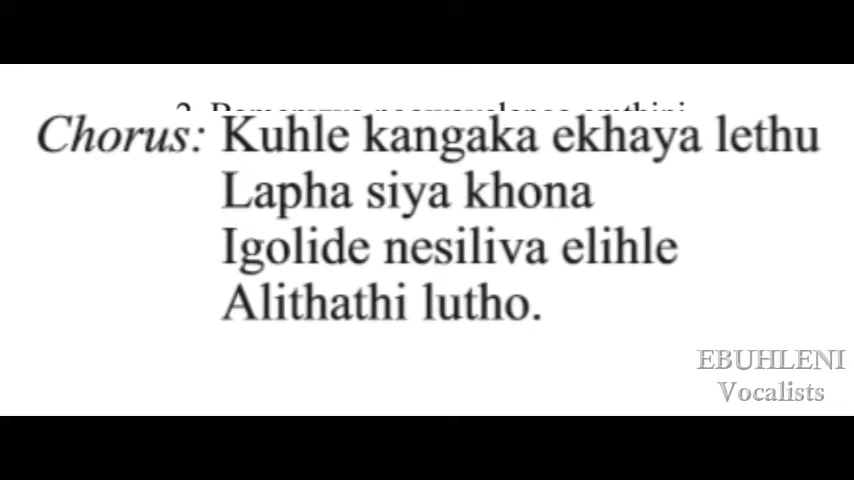 Chorus: Kuhle kangaka ekhaya lethu
Lapha siya khona
Igolide nesiliva elihle
Alithathi lutho.
EBUHLENI
Vocalists